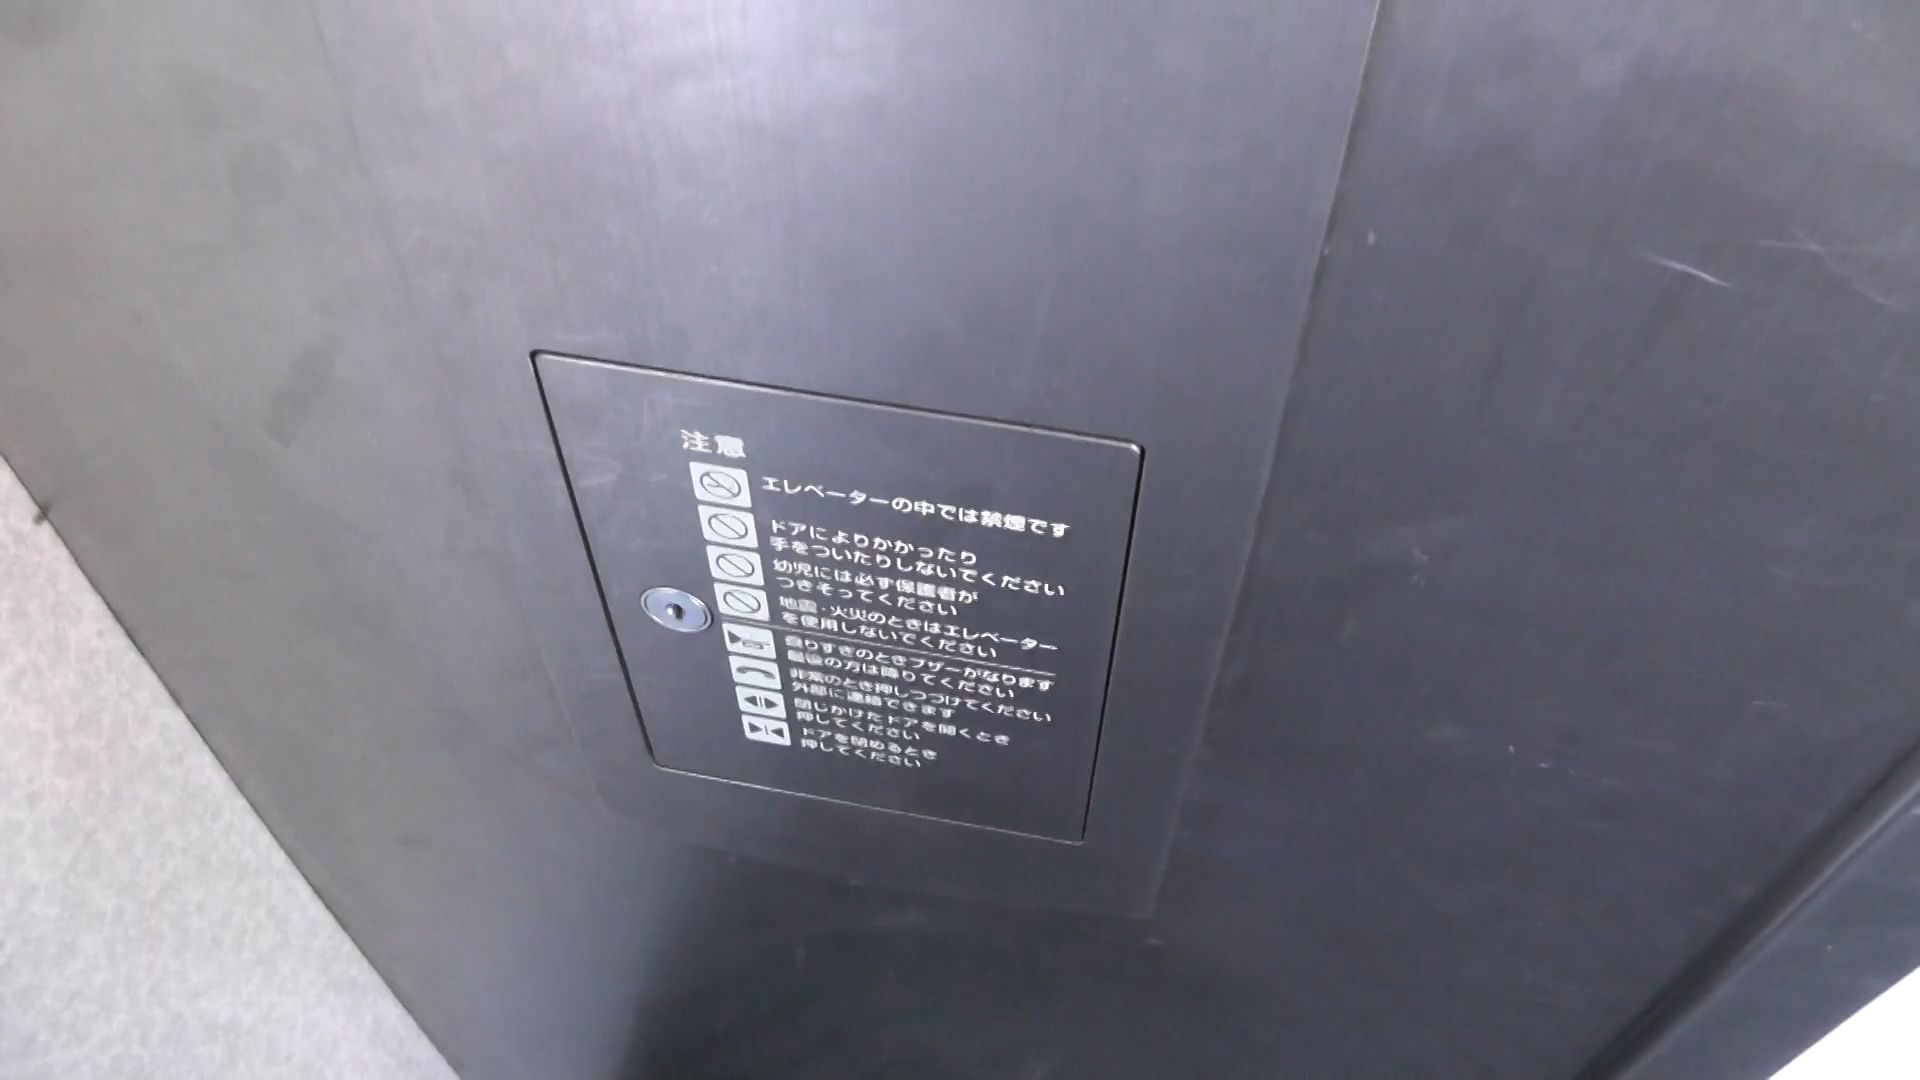 注意
エレベーターの中では禁煙です
ドアによりかかったり
手をついたりしないでください
幼児には必ず保護者が
つきそってください
地震・火災のときはエレベーター
を使用しないでください
乗りすぎのときブザーがなります
最後の方は降りてください
非常のとき押しつづけてください
外部に連絡できます
閉じかけたドアを開くとき
押してください
ドアを閉めるとき
押してください